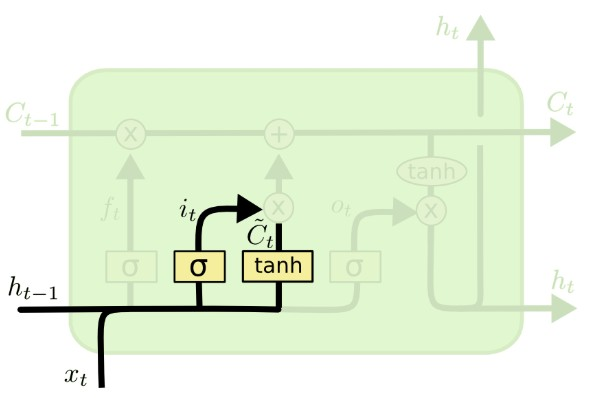 h_t
C_{t-1} x + C_t
tanh
f_t i_t x o_t x
C̃_t
σ σ tanh σ
h_{t-1} h_t
x_t